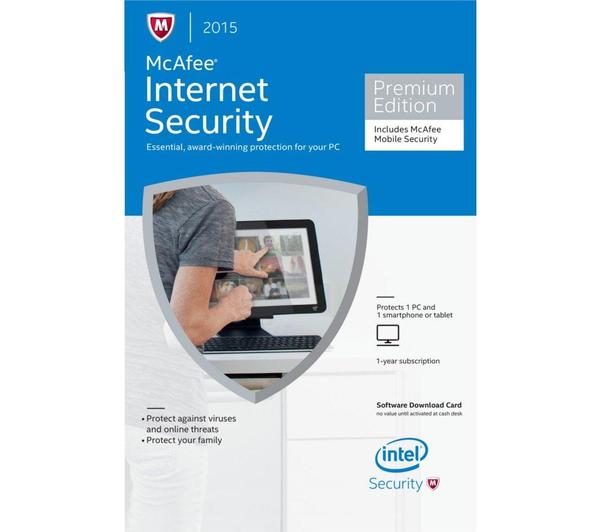 M 2015
McAfee®
Internet
Security
Essential, award-winning protection for your PC
Premium
Edition
Includes McAfee
Mobile Security
Protects 1 PC and
1 smartphone or tablet
1-year subscription
Software Download Card
no value until activated at cash desk
• Protect against viruses
and online threats
• Protect your family
intel
Security